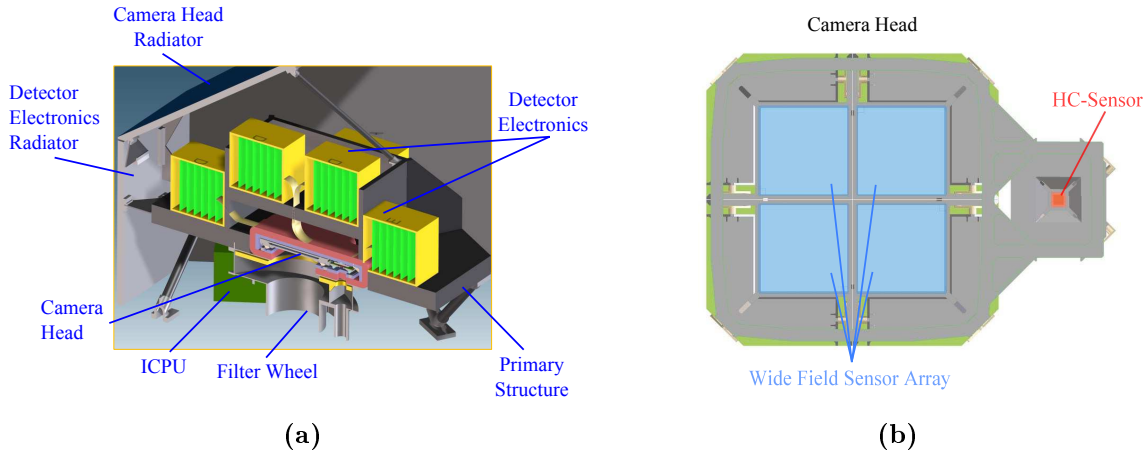 Camera Head
Radiator
Detector
Electronics
Radiator
Detector
Electronics
Camera
Head
ICPU
Filter Wheel
Primary
Structure
(a)
Camera Head
HC-Sensor
Wide Field Sensor Array
(b)